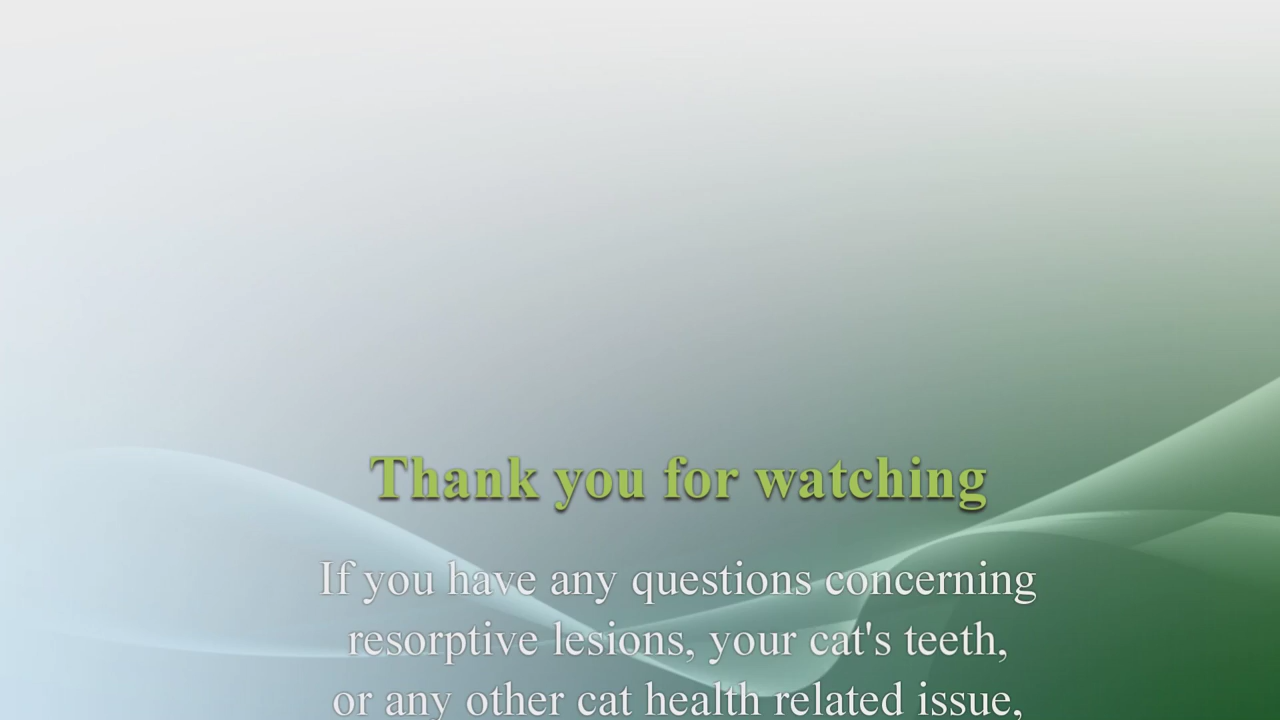 Thank you for watching
If you have any questions concerning
resorptive lesions, your cat's teeth,
or any other cat health related issue,